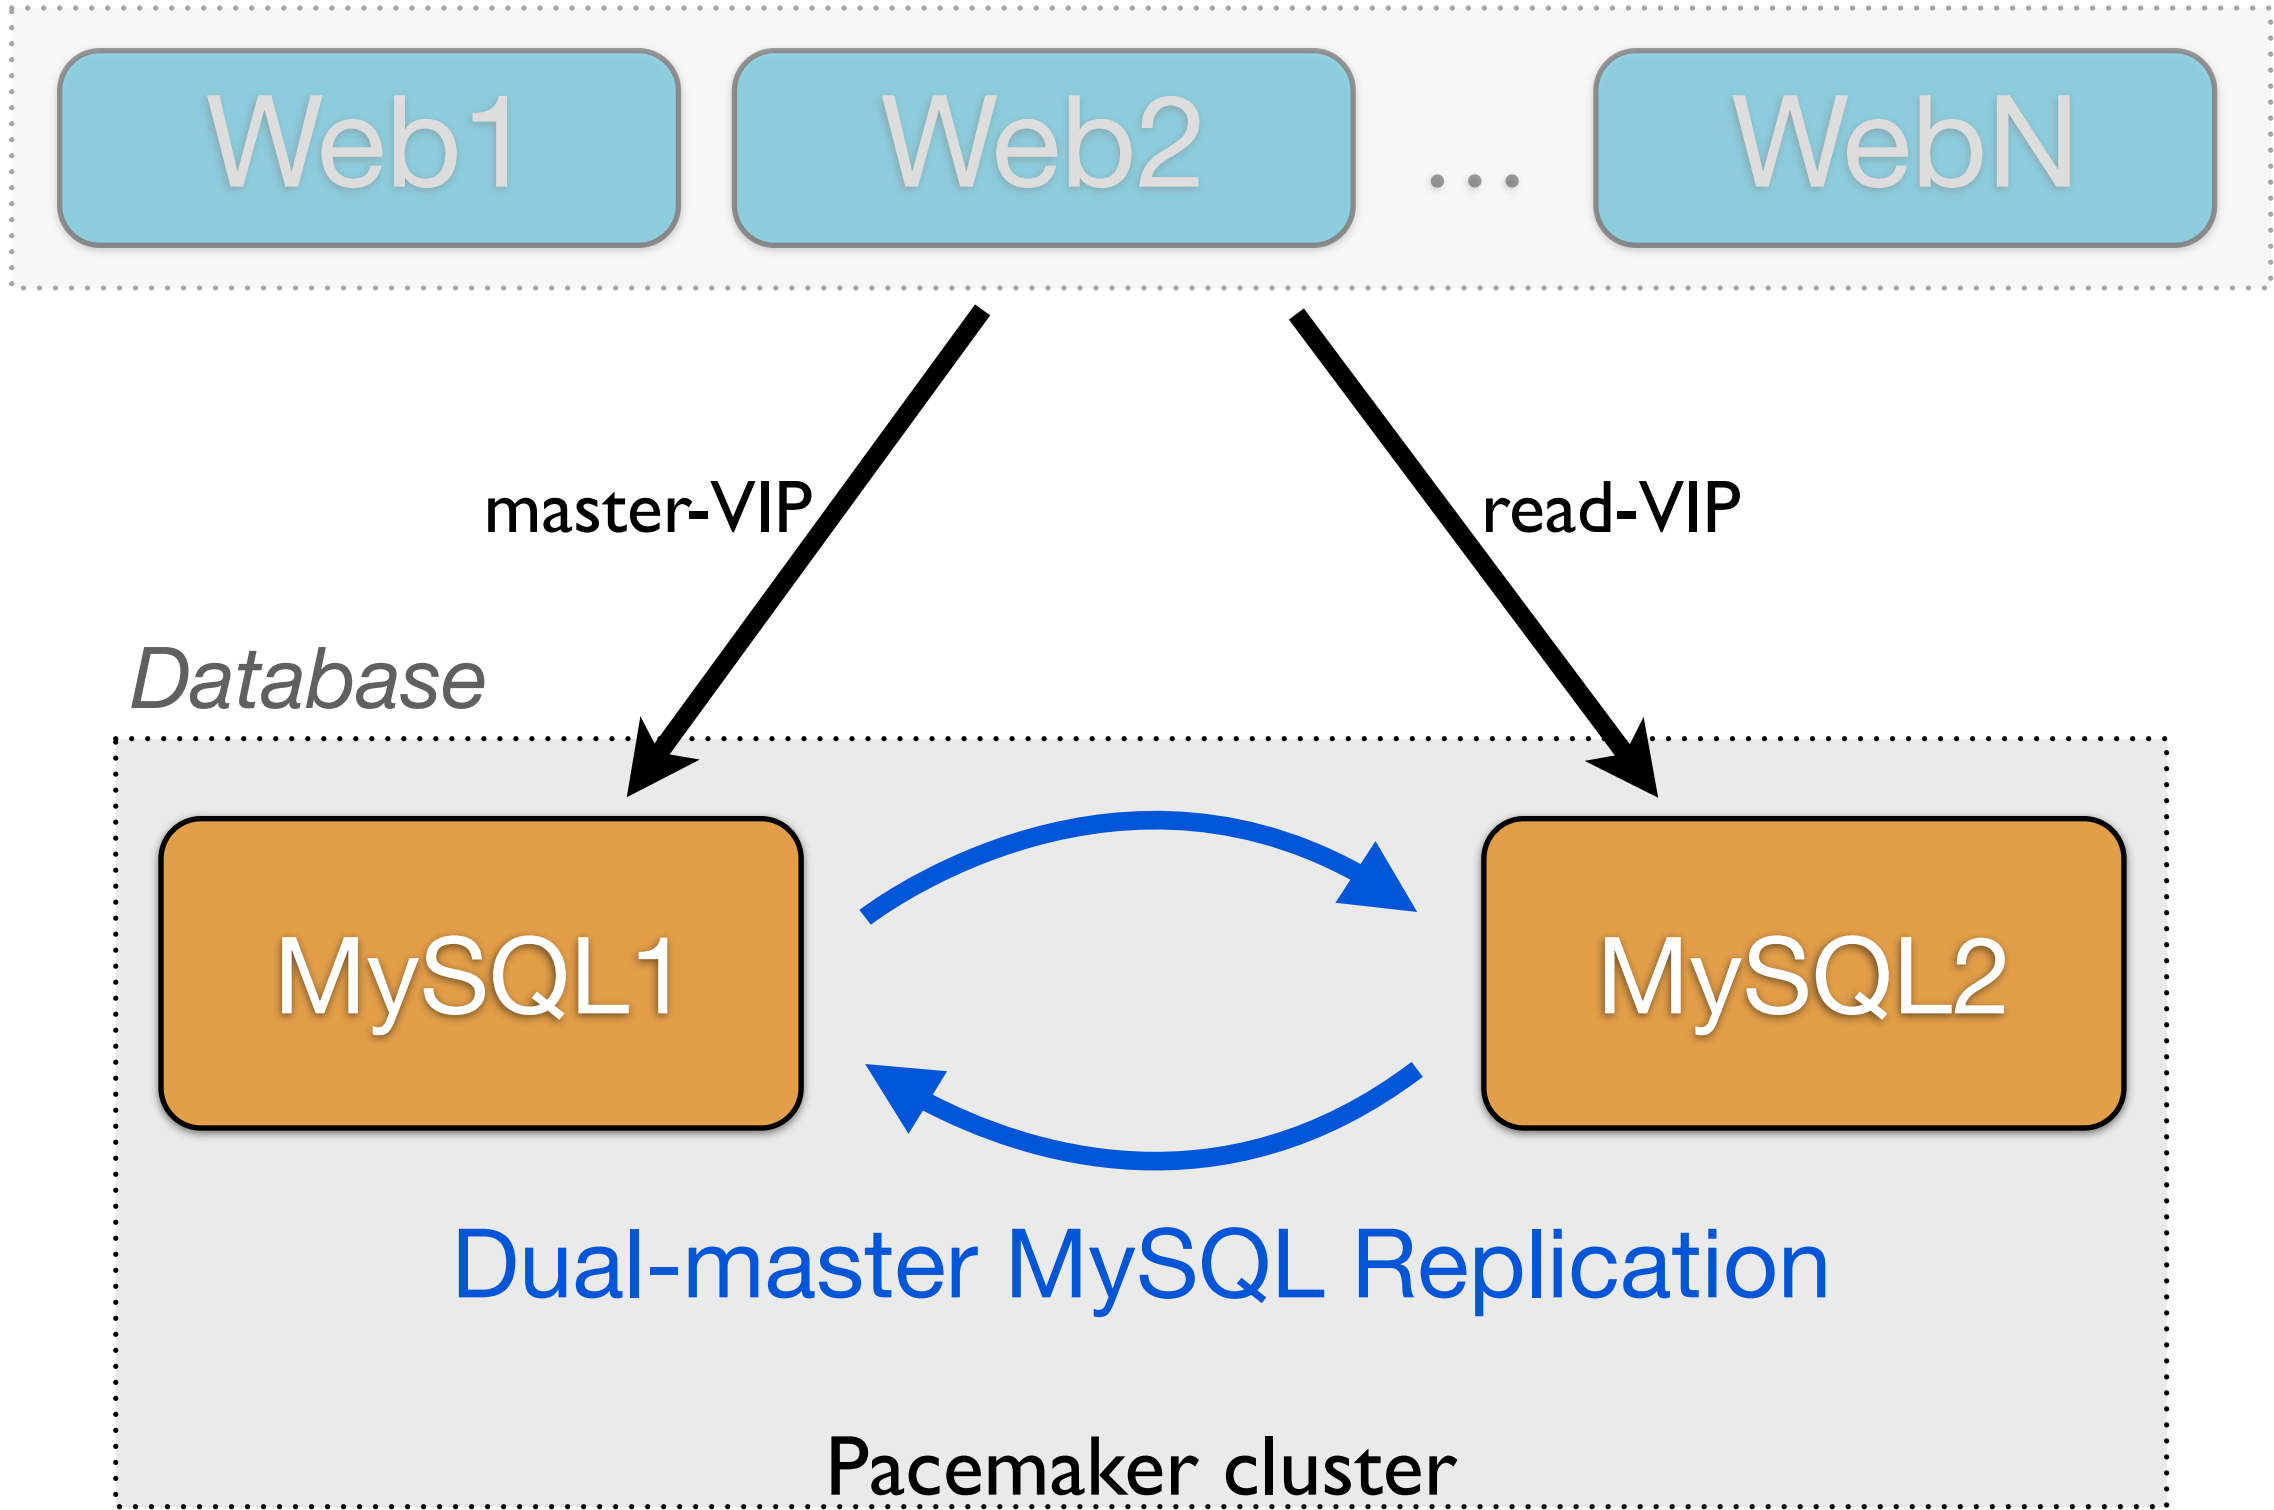 Web1 Web2 ... WebN
master-VIP read-VIP
Database
MySQL1 MySQL2
Dual-master MySQL Replication
Pacemaker cluster